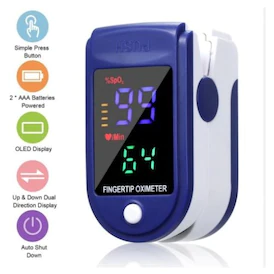 Simple Press
Button
2 * AAA Batteries
Powered
OLED Display
Up & Down Dual
Direction Display
Auto Shut
Down
%SpO₂
99
♥/Min
64
FINGERTIP OXIMETER